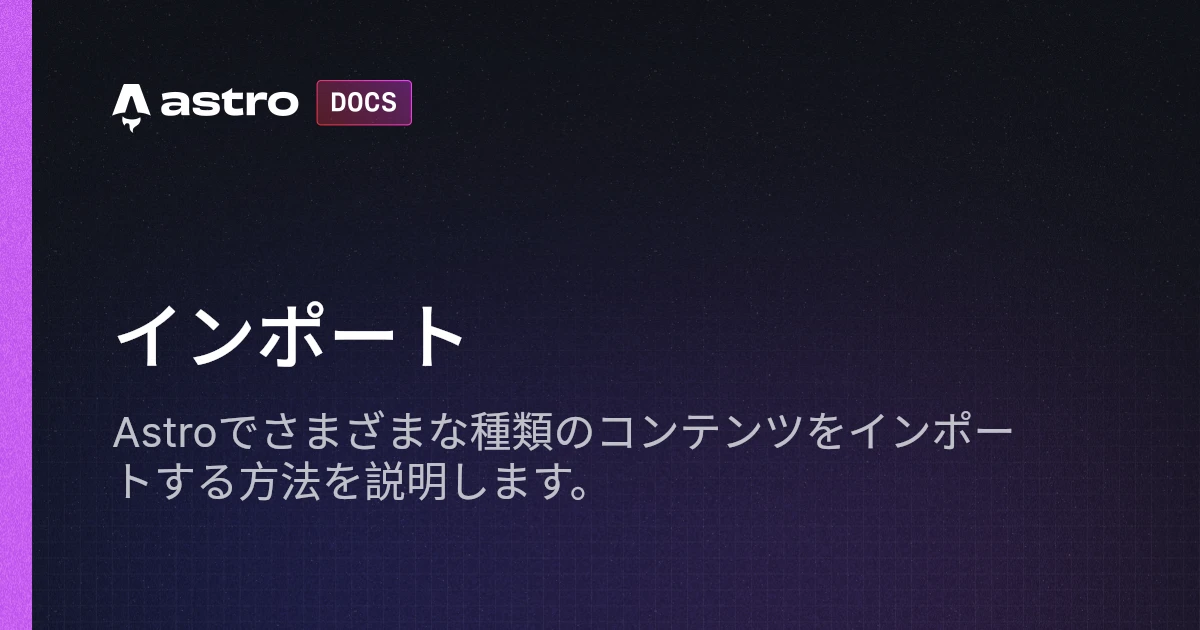 astro DOCS
インポート
Astroでさまざまな種類のコンテンツをインポー
トする方法を説明します。